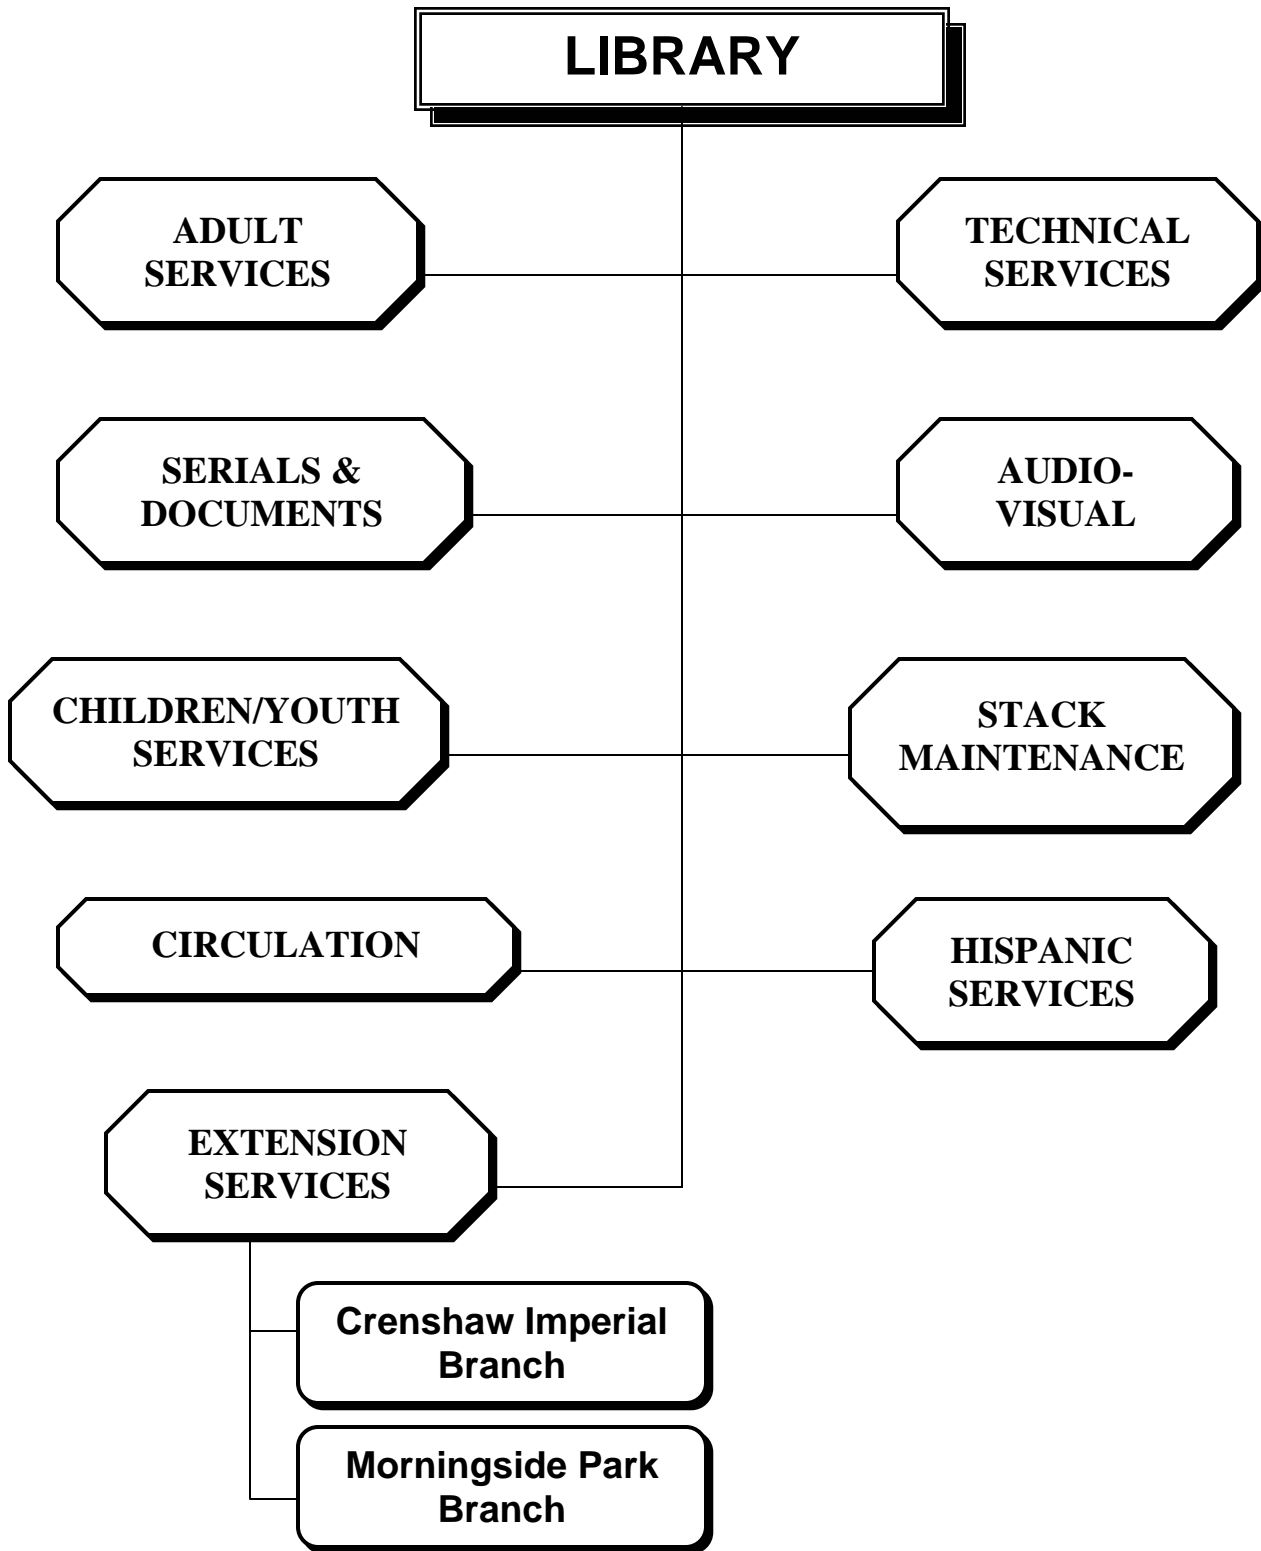 LIBRARY
ADULT
SERVICES
TECHNICAL
SERVICES
SERIALS &
DOCUMENTS
AUDIO-
VISUAL
CHILDREN/YOUTH
SERVICES
STACK
MAINTENANCE
CIRCULATION
HISPANIC
SERVICES
EXTENSION
SERVICES
Crenshaw Imperial
Branch
Morningside Park
Branch